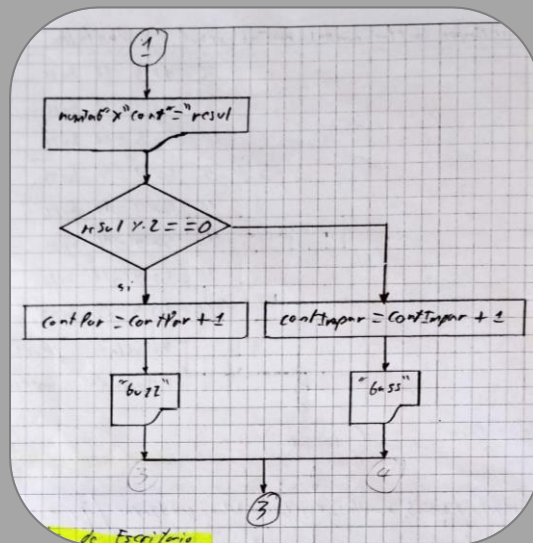 1
numTab"x"cont"="resul
resul % 2 == 0
si
contPar = contPar + 1
contImpar = contImpar + 1
"buzz"
"bass"
3
4
3
de Escritorio